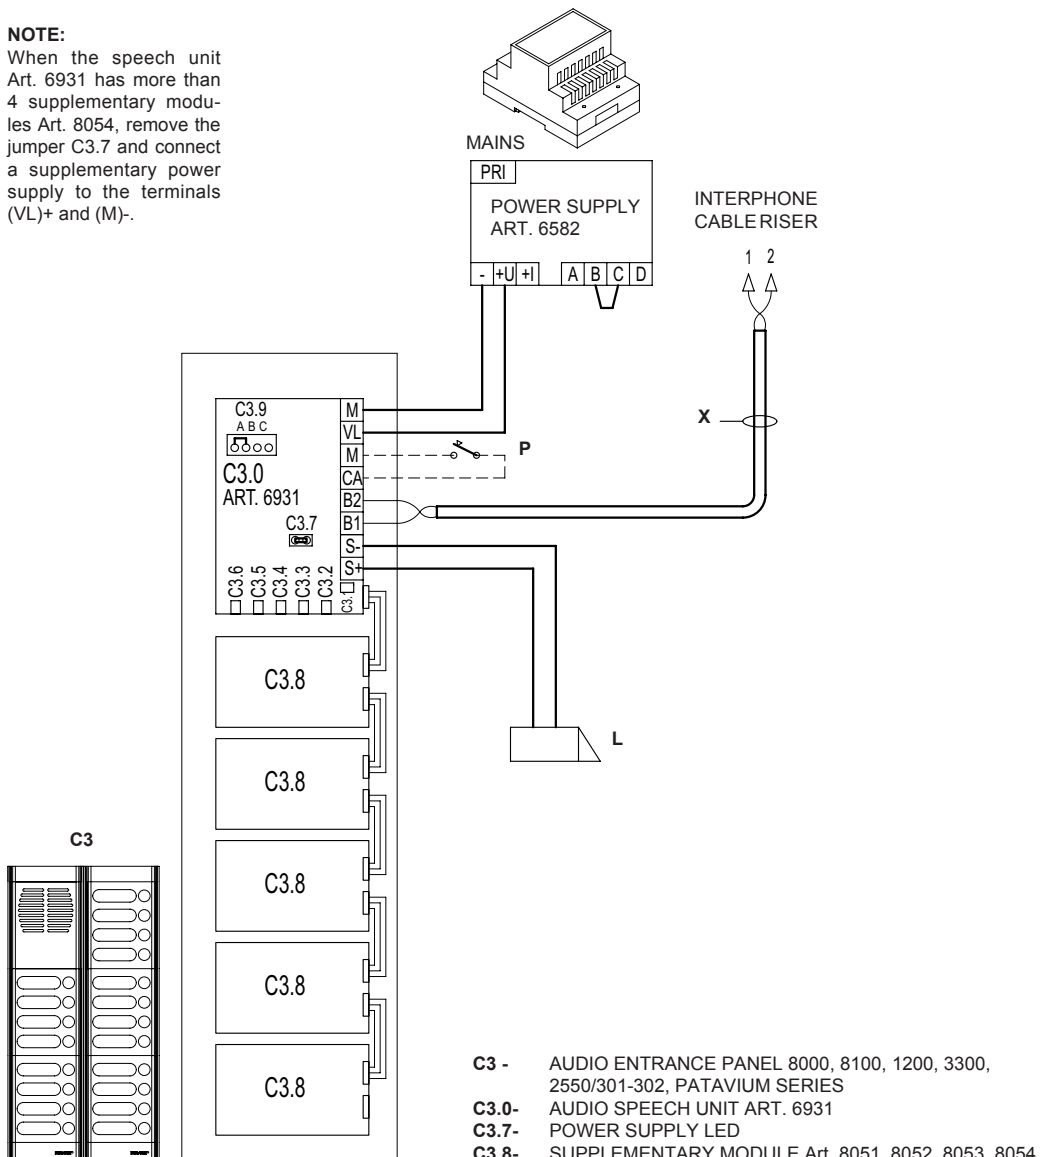 NOTE:
When the speech unit
Art. 6931 has more than
4 supplementary modu-
les Art. 8054, remove the
jumper C3.7 and connect
a supplementary power
supply to the terminals
(VL)+ and (M)-.
MAINS
PRI
POWER SUPPLY
ART. 6582
- +U +I A B C D
INTERPHONE
CABLE RISER
1 2
X
C3.9
A B C
C3.0
ART. 6931
C3.7
M
VL
M
CA
B2
B1
S-
S+
P
C3.6
C3.5
C3.4
C3.3
C3.2
C3.1
C3.8
C3.8
C3.8
C3.8
C3.8
L
C3
C3 - AUDIO ENTRANCE PANEL 8000, 8100, 1200, 3300,
2550/301-302, PATAVIUM SERIES
C3.0- AUDIO SPEECH UNIT ART. 6931
C3.7- POWER SUPPLY LED
C3.8- SUPPLEMENTARY MODULE Art. 8051, 8052, 8053, 8054